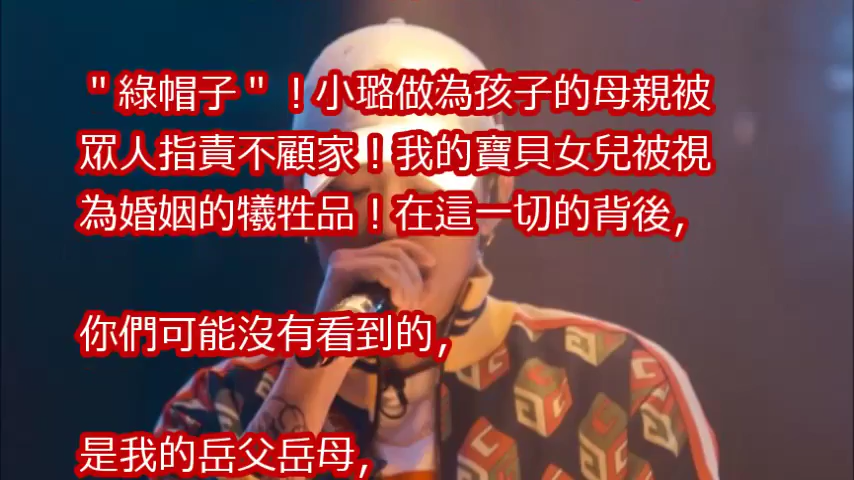 ＂綠帽子＂！小璐做為孩子的母親被
眾人指責不顧家！我的寶貝女兒被視
為婚姻的犧牲品！在這一切的背後，
你們可能沒有看到的，
是我的岳父岳母，